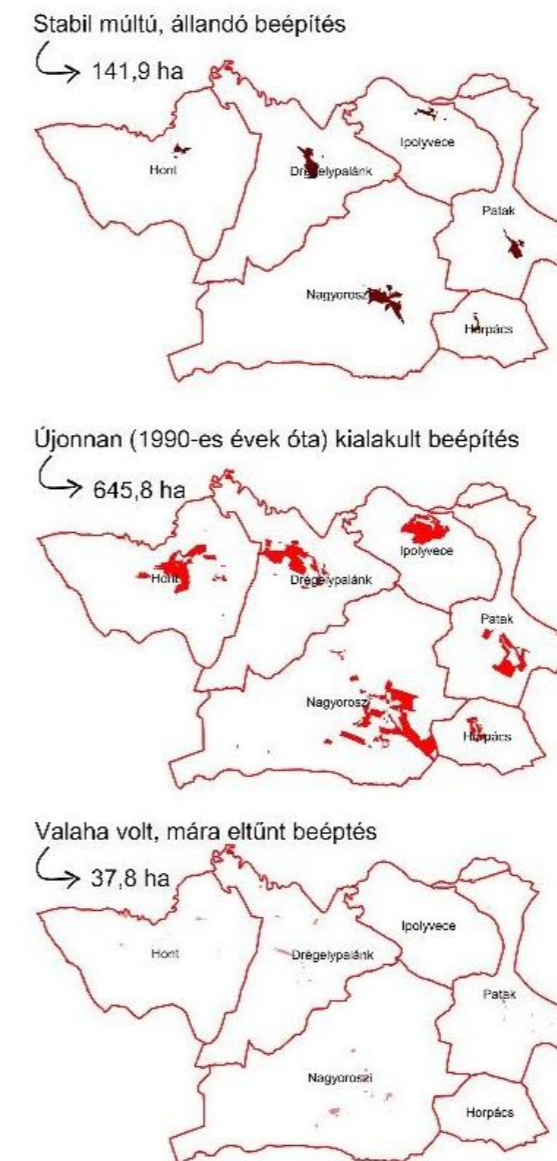 Stabil múltú, állandó beépítés
141,9 ha
Ipolyvece
Hont
Drégelypalánk
Patak
Nagyoroszi
Horpács
Újonnan (1990-es évek óta) kialakult beépítés
645,8 ha
Ipolyvece
Hont
Drégelypalánk
Patak
Nagyoroszi
Horpács
Valaha volt, mára eltűnt beéptés
37,8 ha
Ipolyvece
Hont
Drégelypalánk
Patak
Nagyoroszi
Horpács